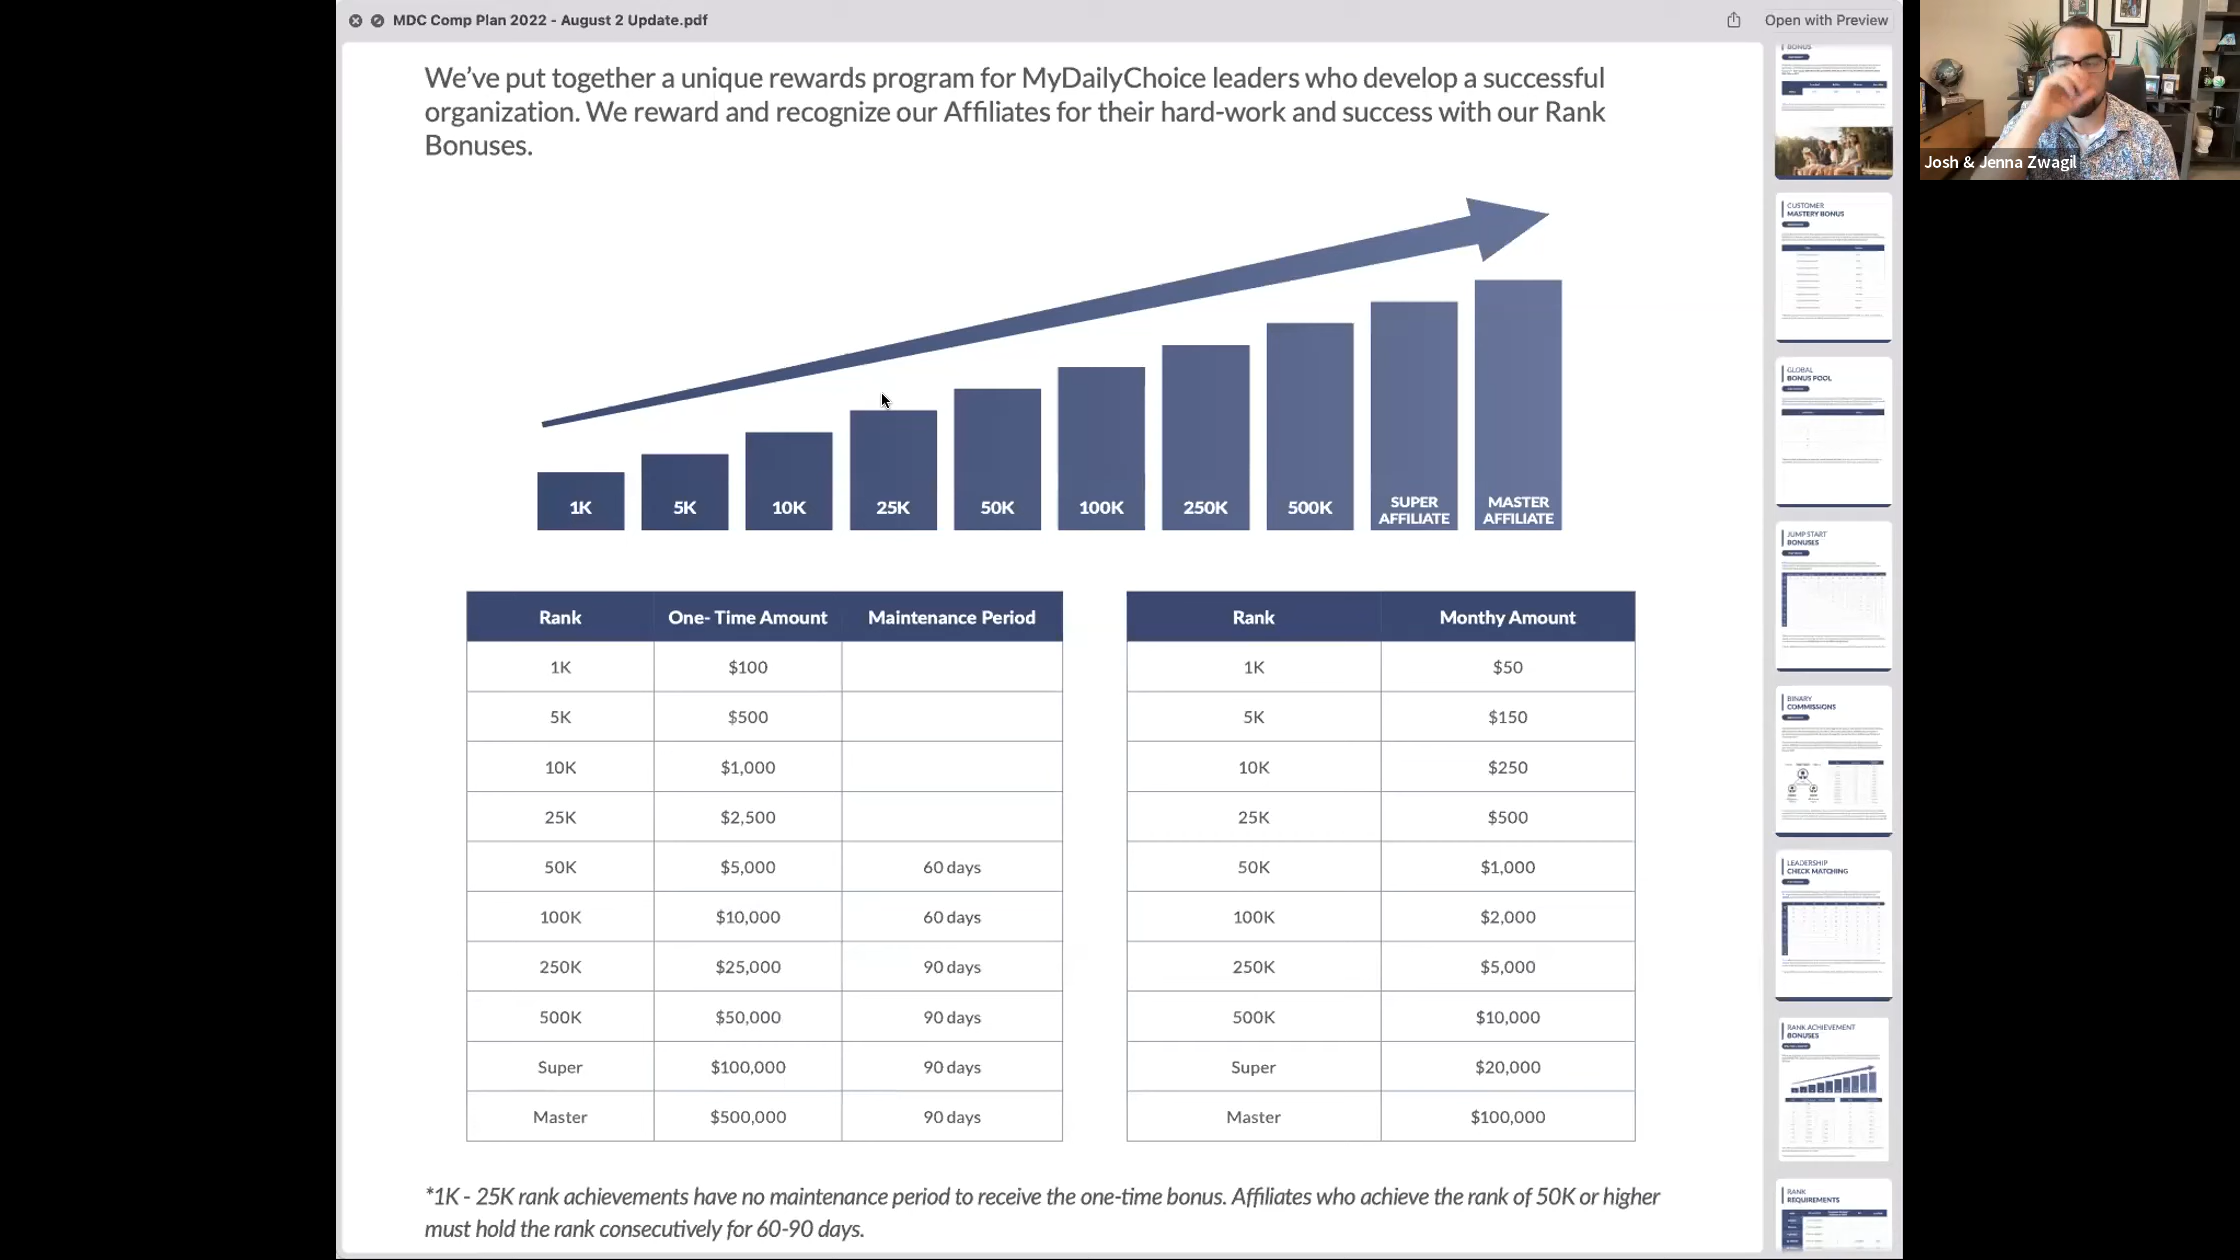 MDC Comp Plan 2022 - August 2 Update.pdf
Open with Preview
We've put together a unique rewards program for MyDailyChoice leaders who develop a successful
organization. We reward and recognize our Affiliates for their hard-work and success with our Rank
Bonuses.
1K 5K 10K 25K 50K 100K 250K 500K SUPER AFFILIATE MASTER AFFILIATE
Rank One- Time Amount Maintenance Period
1K $100
5K $500
10K $1,000
25K $2,500
50K $5,000 60 days
100K $10,000 60 days
250K $25,000 90 days
500K $50,000 90 days
Super $100,000 90 days
Master $500,000 90 days
Rank Monthy Amount
1K $50
5K $150
10K $250
25K $500
50K $1,000
100K $2,000
250K $5,000
500K $10,000
Super $20,000
Master $100,000
*1K - 25K rank achievements have no maintenance period to receive the one-time bonus. Affiliates who achieve the rank of 50K or higher
must hold the rank consecutively for 60-90 days.
BONUS
CUSTOMER
MASTERY BONUS
GLOBAL
BONUS POOL
JUMP START
BONUSES
BINARY
COMMISSIONS
LEADERSHIP
CHECK MATCHING
RANK ACHIEVEMENT
BONUSES
RANK
REQUIREMENTS
Josh & Jenna Zwagil